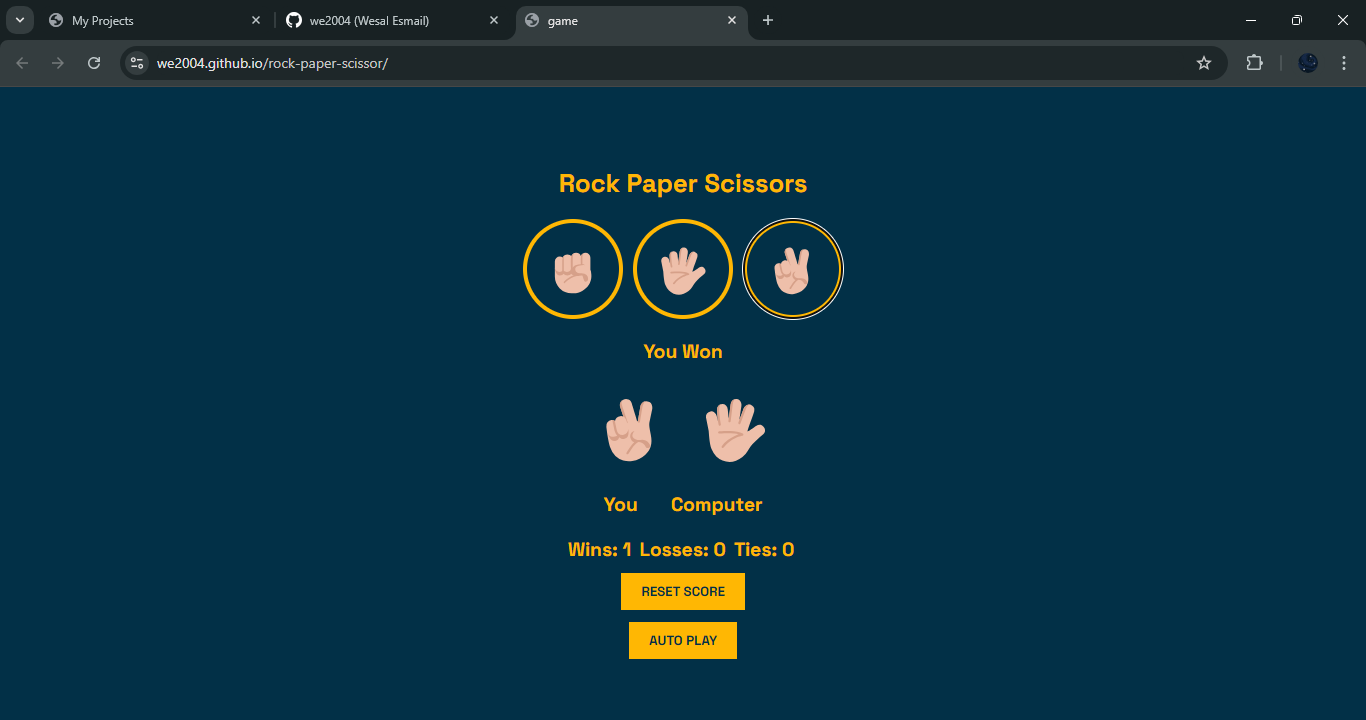 My Projects
we2004 (Wesal Esmail)
game
we2004.github.io/rock-paper-scissor/
Rock Paper Scissors
You Won
You Computer
Wins: 1 Losses: 0 Ties: 0
RESET SCORE
AUTO PLAY